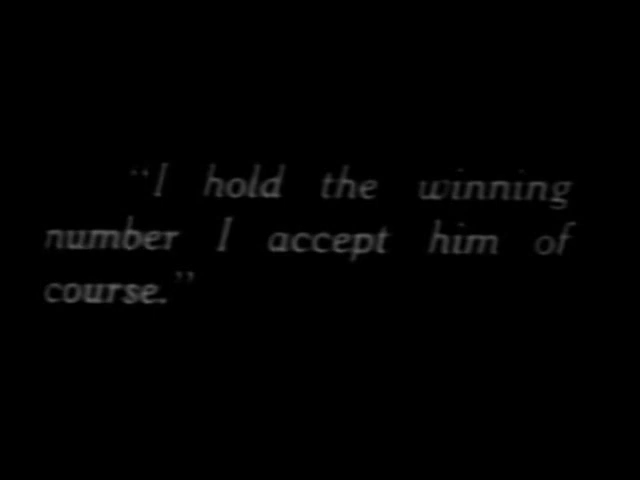 “I hold the winning
number I accept him of
course.”